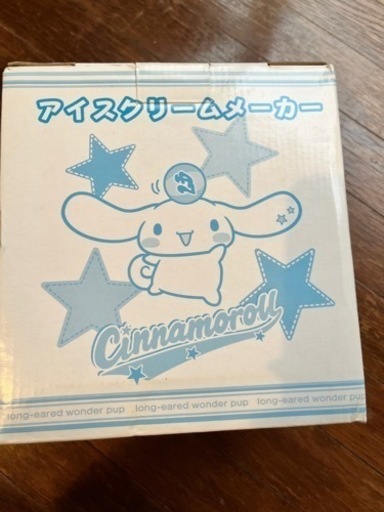 アイスクリームメーカー
Cinnamoroll
long-eared wonder pup long-eared wonder pup long-eared wonder pup